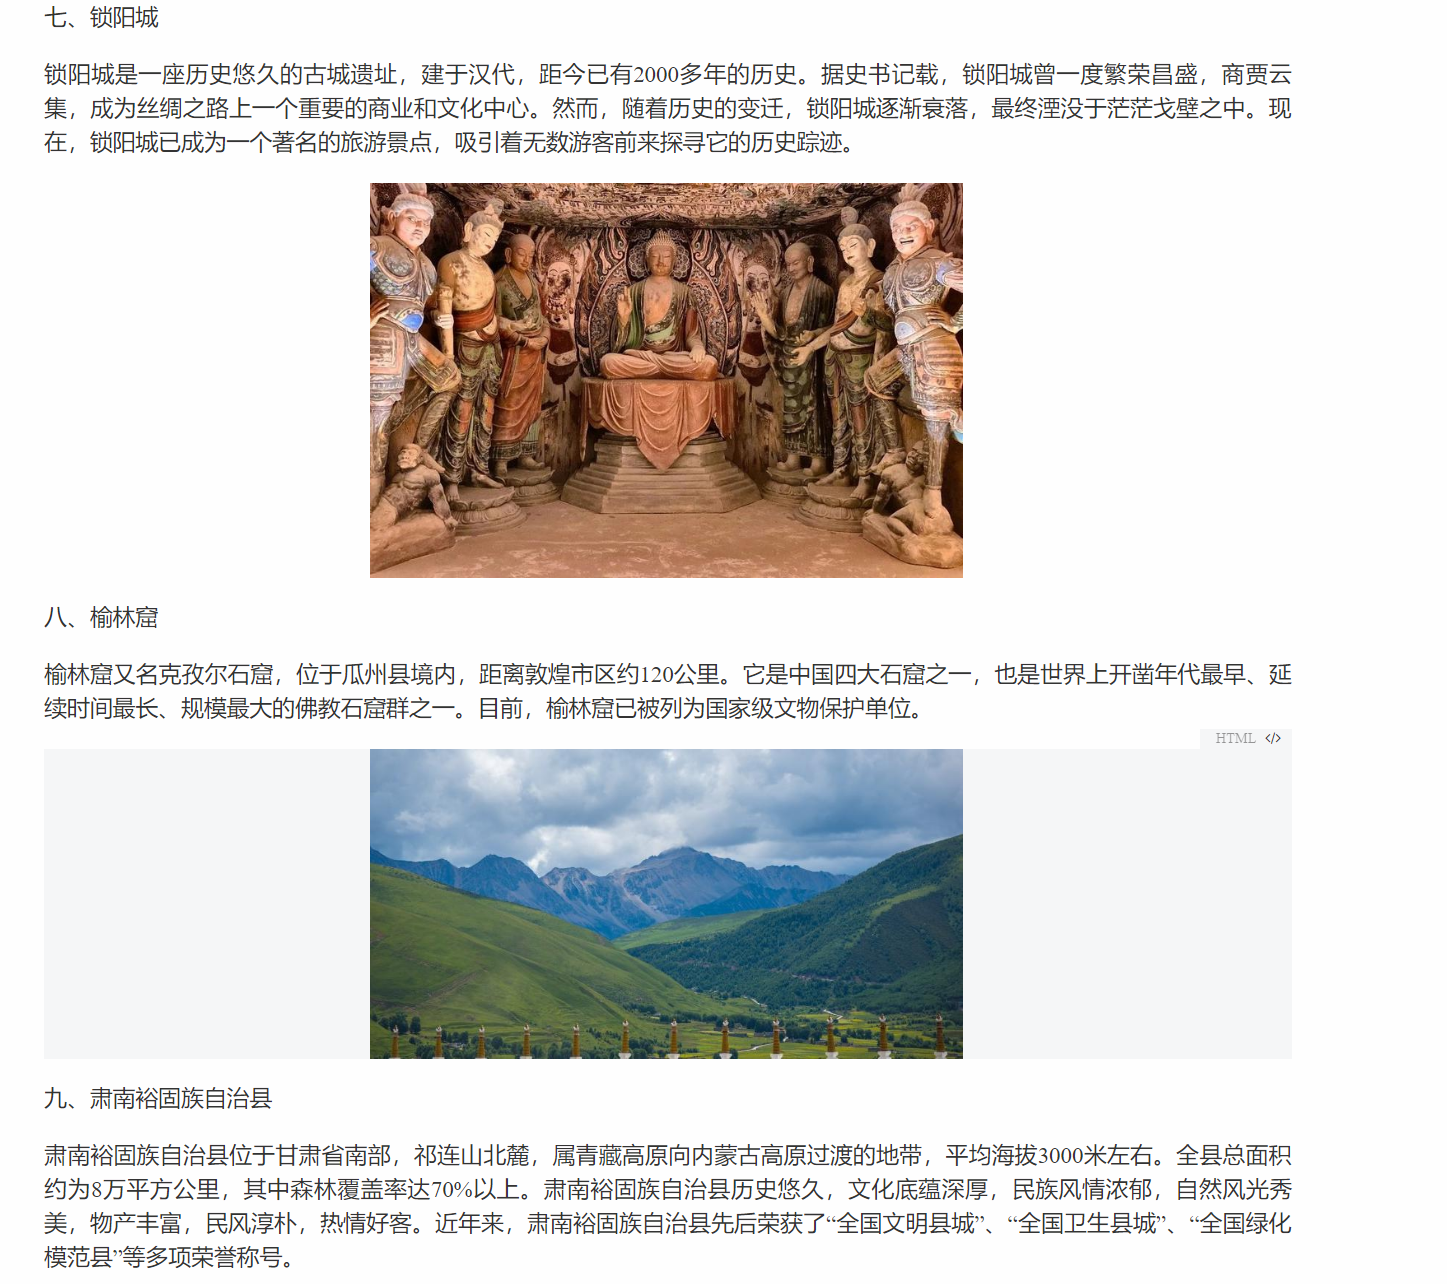 七、锁阳城
锁阳城是一座历史悠久的古城遗址，建于汉代，距今已有2000多年的历史。据史书记载，锁阳城曾一度繁荣昌盛，商贾云
集，成为丝绸之路上一个重要的商业和文化中心。然而，随着历史的变迁，锁阳城逐渐衰落，最终湮没于茫茫戈壁之中。现
在，锁阳城已成为一个著名的旅游景点，吸引着无数游客前来探寻它的历史踪迹。
八、榆林窟
榆林窟又名克孜尔石窟，位于瓜州县境内，距离敦煌市区约120公里。它是中国四大石窟之一，也是世界上开凿年代最早、延
续时间最长、规模最大的佛教石窟群之一。目前，榆林窟已被列为国家级文物保护单位。
HTML </>
九、肃南裕固族自治县
肃南裕固族自治县位于甘肃省南部，祁连山北麓，属青藏高原向内蒙古高原过渡的地带，平均海拔3000米左右。全县总面积
约为8万平方公里，其中森林覆盖率达70%以上。肃南裕固族自治县历史悠久，文化底蕴深厚，民族风情浓郁，自然风光秀
美，物产丰富，民风淳朴，热情好客。近年来，肃南裕固族自治县先后荣获了“全国文明县城”、“全国卫生县城”、“全国绿化
模范县”等多项荣誉称号。